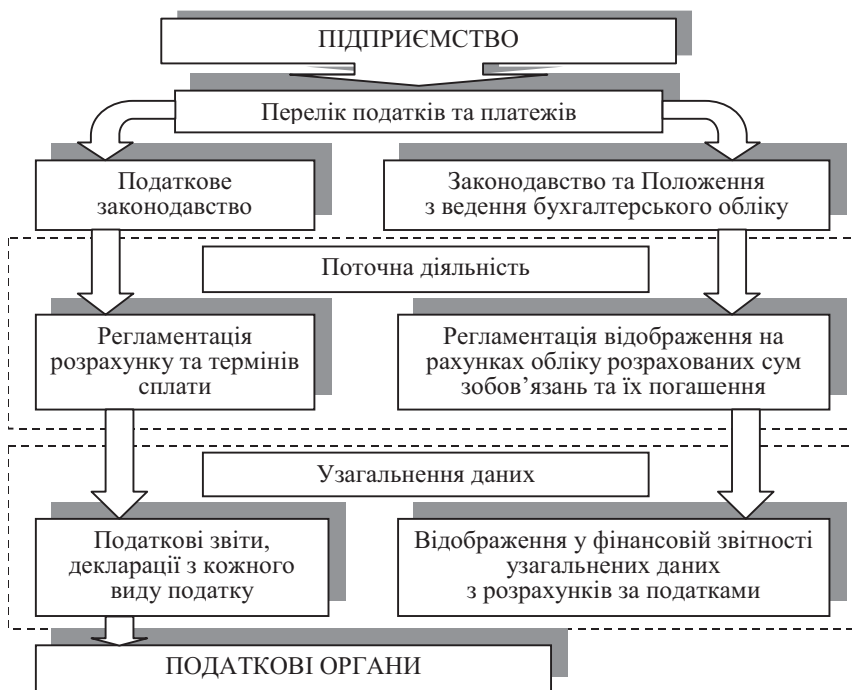 ПІДПРИЄМСТВО
Перелік податків та платежів
Податкове
законодавство
Законодавство та Положення
з ведення бухгалтерського обліку
Поточна діяльність
Регламентація
розрахунку та термінів
сплати
Регламентація відображення на
рахунках обліку розрахованих сум
зобов’язань та їх погашення
Узагальнення даних
Податкові звіти,
декларації з кожного
виду податку
Відображення у фінансовій звітності
узагальнених даних
з розрахунків за податками
ПОДАТКОВІ ОРГАНИ